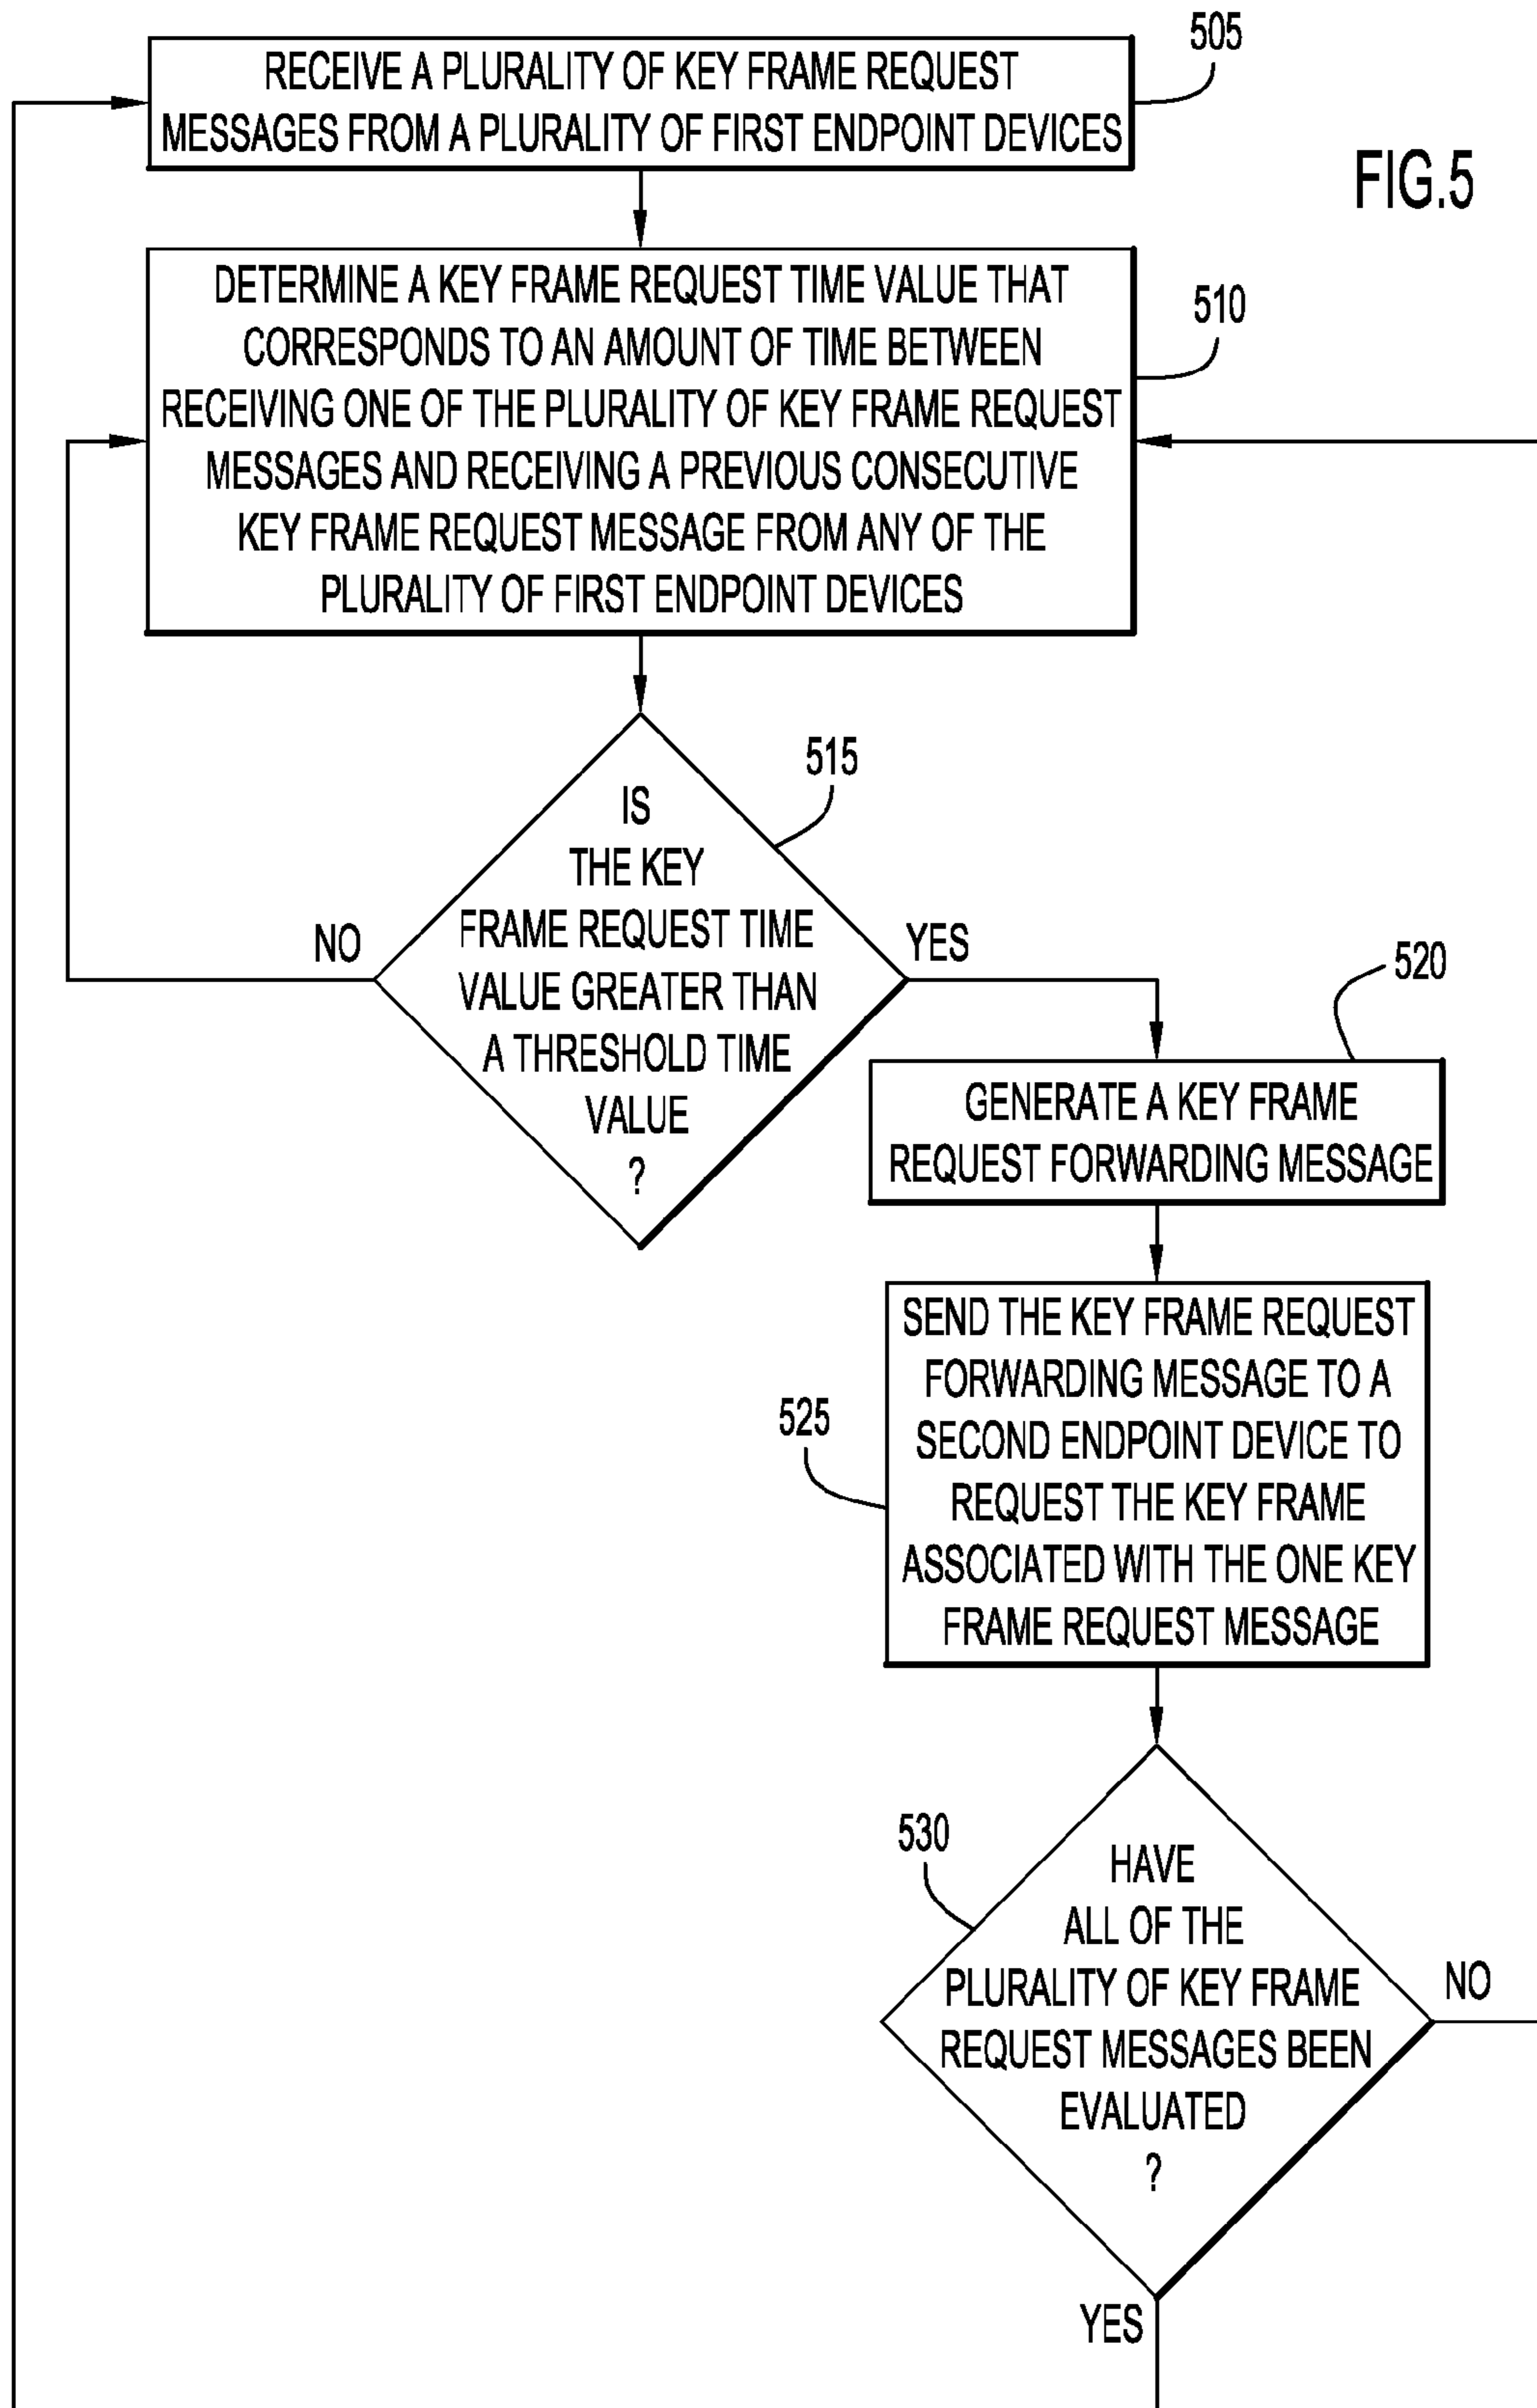 505
RECEIVE A PLURALITY OF KEY FRAME REQUEST
MESSAGES FROM A PLURALITY OF FIRST ENDPOINT DEVICES
FIG.5
DETERMINE A KEY FRAME REQUEST TIME VALUE THAT
CORRESPONDS TO AN AMOUNT OF TIME BETWEEN
RECEIVING ONE OF THE PLURALITY OF KEY FRAME REQUEST
MESSAGES AND RECEIVING A PREVIOUS CONSECUTIVE
KEY FRAME REQUEST MESSAGE FROM ANY OF THE
PLURALITY OF FIRST ENDPOINT DEVICES
510
515
IS
THE KEY
FRAME REQUEST TIME
VALUE GREATER THAN
A THRESHOLD TIME
VALUE
?
NO
YES
520
GENERATE A KEY FRAME
REQUEST FORWARDING MESSAGE
SEND THE KEY FRAME REQUEST
FORWARDING MESSAGE TO A
SECOND ENDPOINT DEVICE TO
REQUEST THE KEY FRAME
ASSOCIATED WITH THE ONE KEY
FRAME REQUEST MESSAGE
525
530
HAVE
ALL OF THE
PLURALITY OF KEY FRAME
REQUEST MESSAGES BEEN
EVALUATED
?
NO
YES